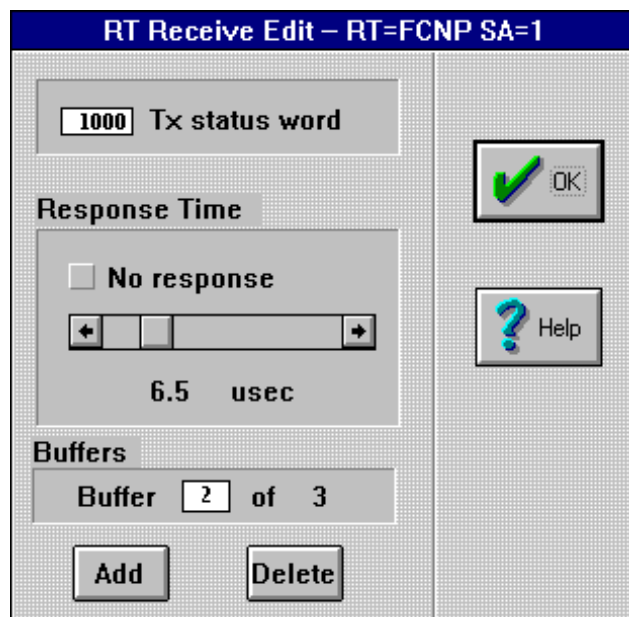 RT Receive Edit – RT=FCNP SA=1
1000 Tx status word
OK
Response Time
No response
Help
6.5 usec
Buffers
Buffer 2 of 3
Add Delete